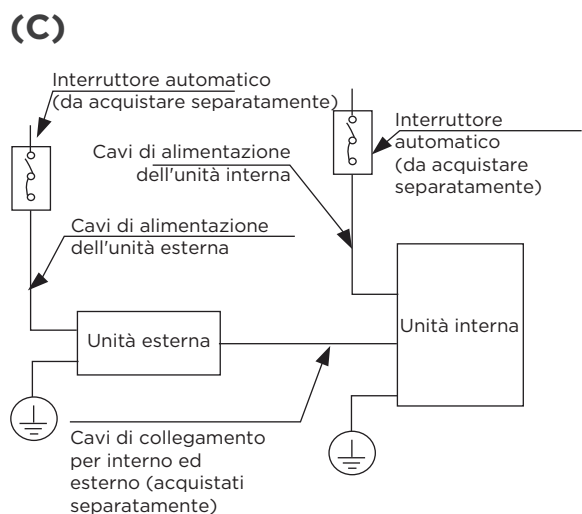 (C)
Interruttore automatico
(da acquistare separatamente)
Interruttore
automatico
(da acquistare
separatamente)
Cavi di alimentazione
dell'unità interna
Cavi di alimentazione
dell'unità esterna
Unità esterna
Unità interna
Cavi di collegamento
per interno ed
esterno (acquistati
separatamente)